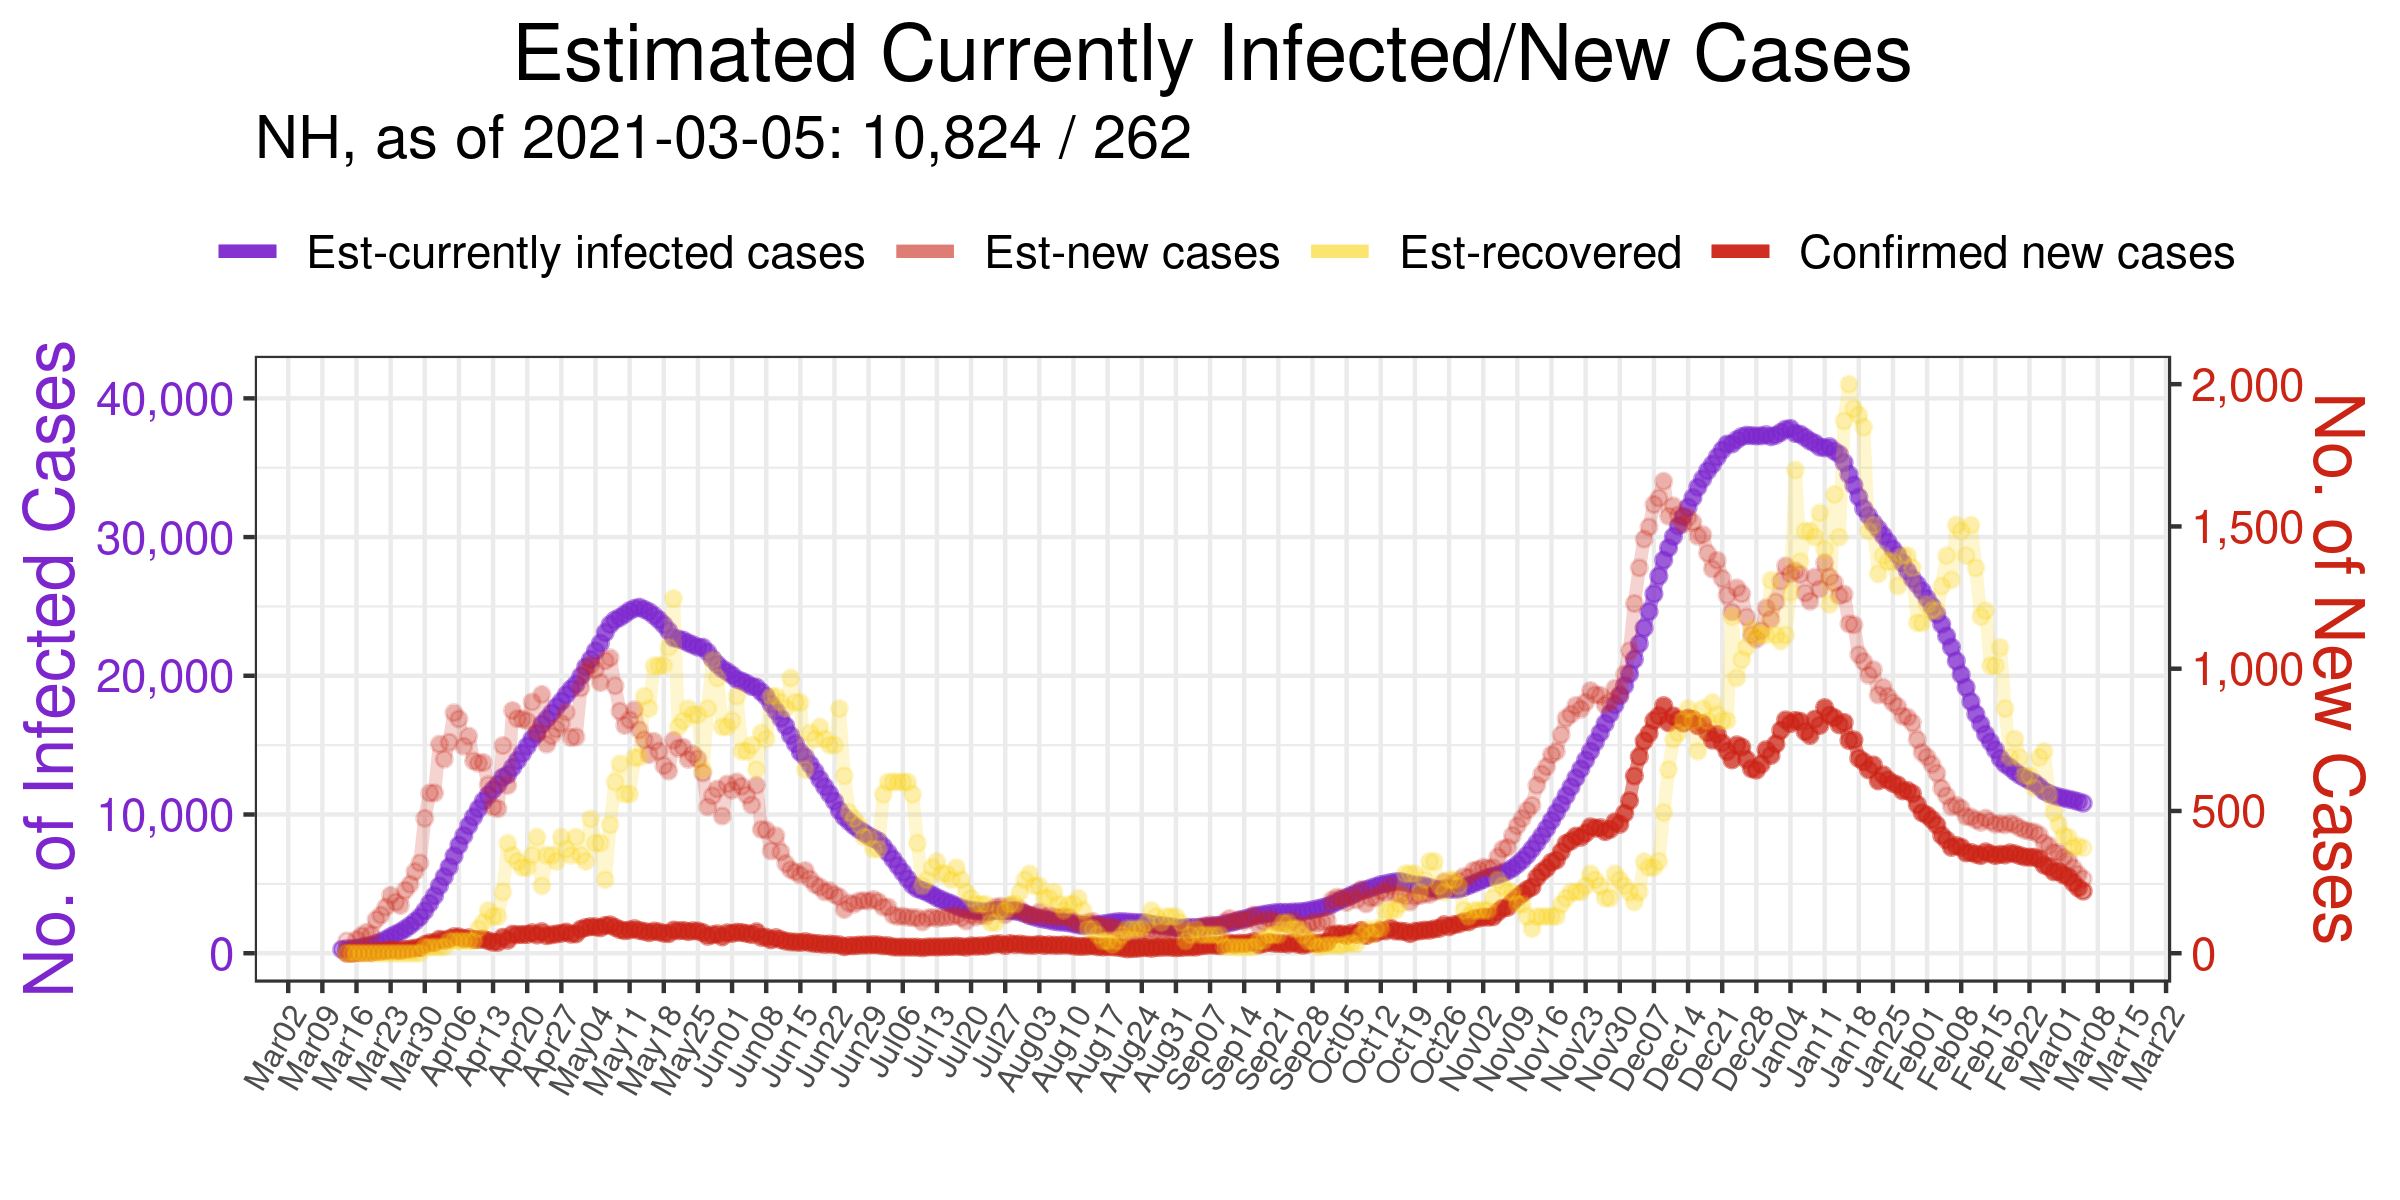 Estimated Currently Infected/New Cases
NH, as of 2021-03-05: 10,824 / 262
Est-currently infected cases
Est-new cases
Est-recovered
Confirmed new cases
No. of Infected Cases
40,000
30,000
20,000
10,000
0
2,000
1,500
1,000
500
0
No. of New Cases
Mar02
Mar09
Mar16
Mar23
Mar30
Apr06
Apr13
Apr20
Apr27
May04
May11
May18
May25
Jun01
Jun08
Jun15
Jun22
Jun29
Jul06
Jul13
Jul20
Jul27
Aug03
Aug10
Aug17
Aug24
Aug31
Sep07
Sep14
Sep21
Sep28
Oct05
Oct12
Oct19
Oct26
Nov02
Nov09
Nov16
Nov23
Nov30
Dec07
Dec14
Dec21
Dec28
Jan04
Jan11
Jan18
Jan25
Feb01
Feb08
Feb15
Feb22
Mar01
Mar08
Mar15
Mar22